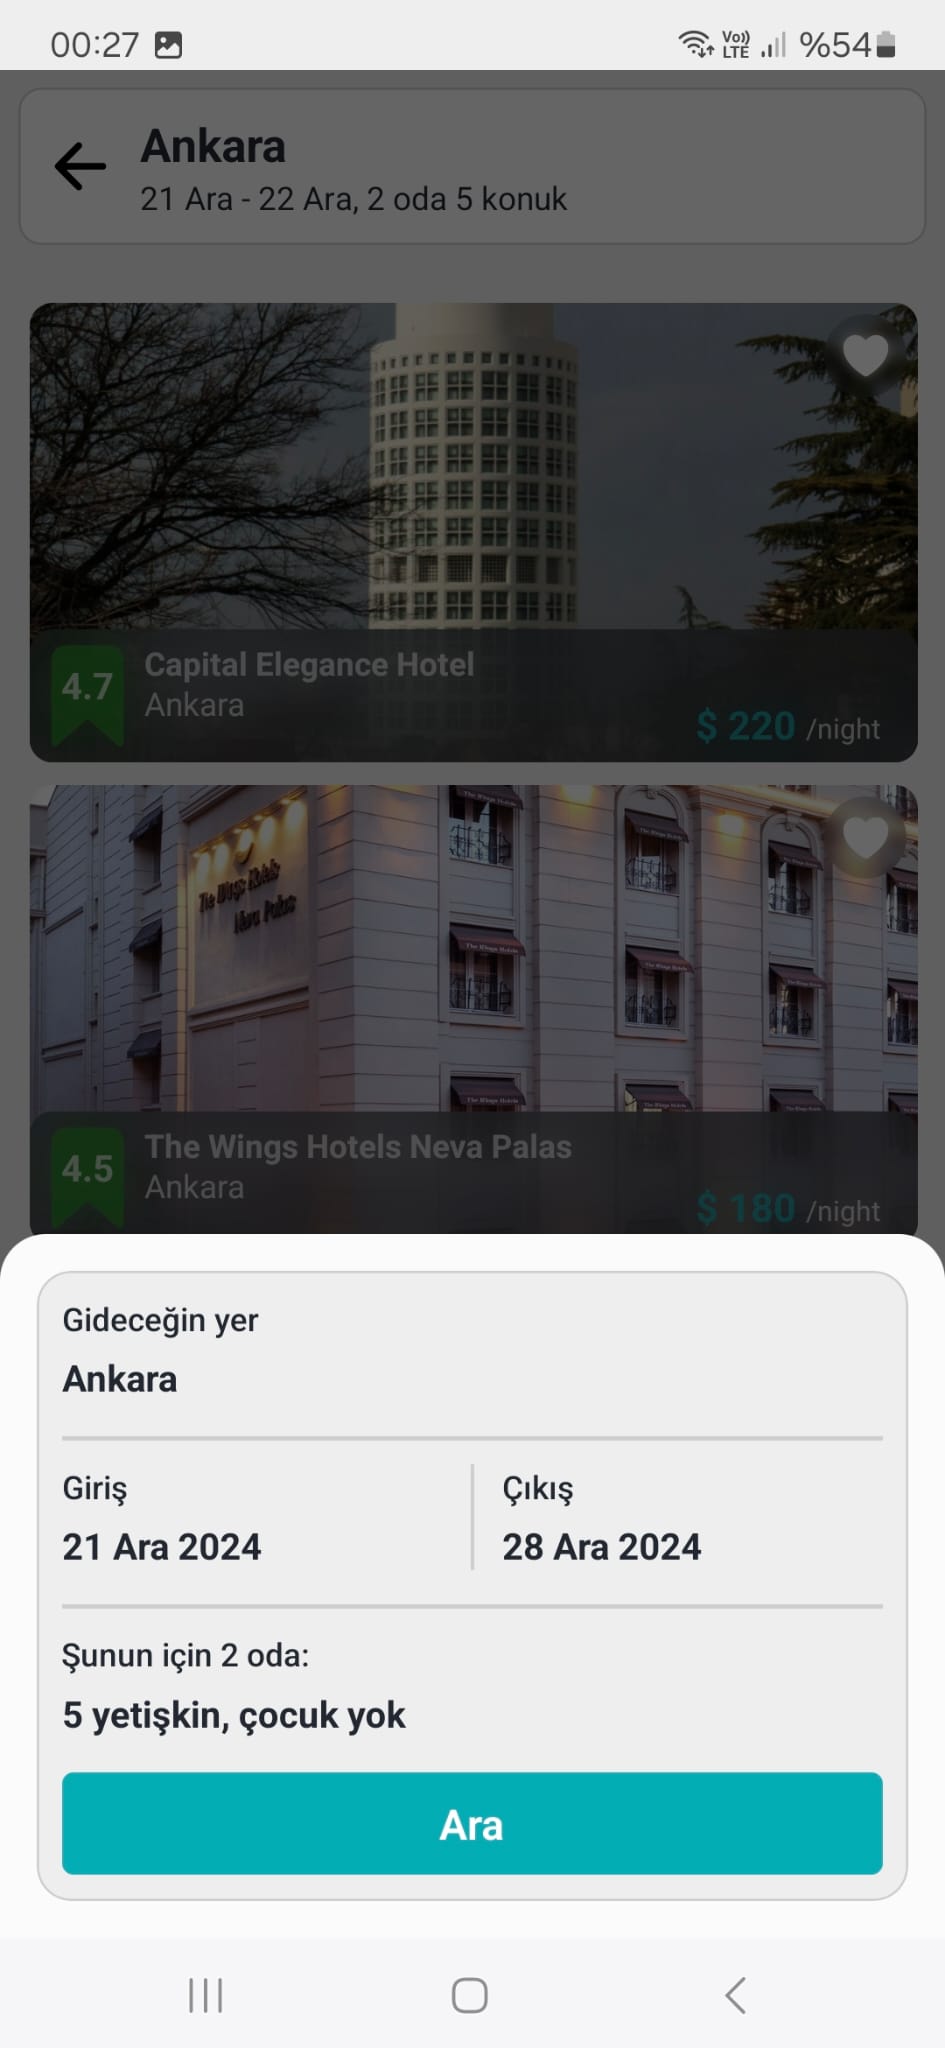 00:27
Vo))
LTE
%54
Ankara
21 Ara - 22 Ara, 2 oda 5 konuk
4.7
Capital Elegance Hotel
Ankara
$ 220 /night
The Wings Hotels
Neva Palas
4.5
The Wings Hotels Neva Palas
Ankara
$ 180 /night
Gideceğin yer
Ankara
Giriş
Çıkış
21 Ara 2024
28 Ara 2024
Şunun için 2 oda:
5 yetişkin, çocuk yok
Ara